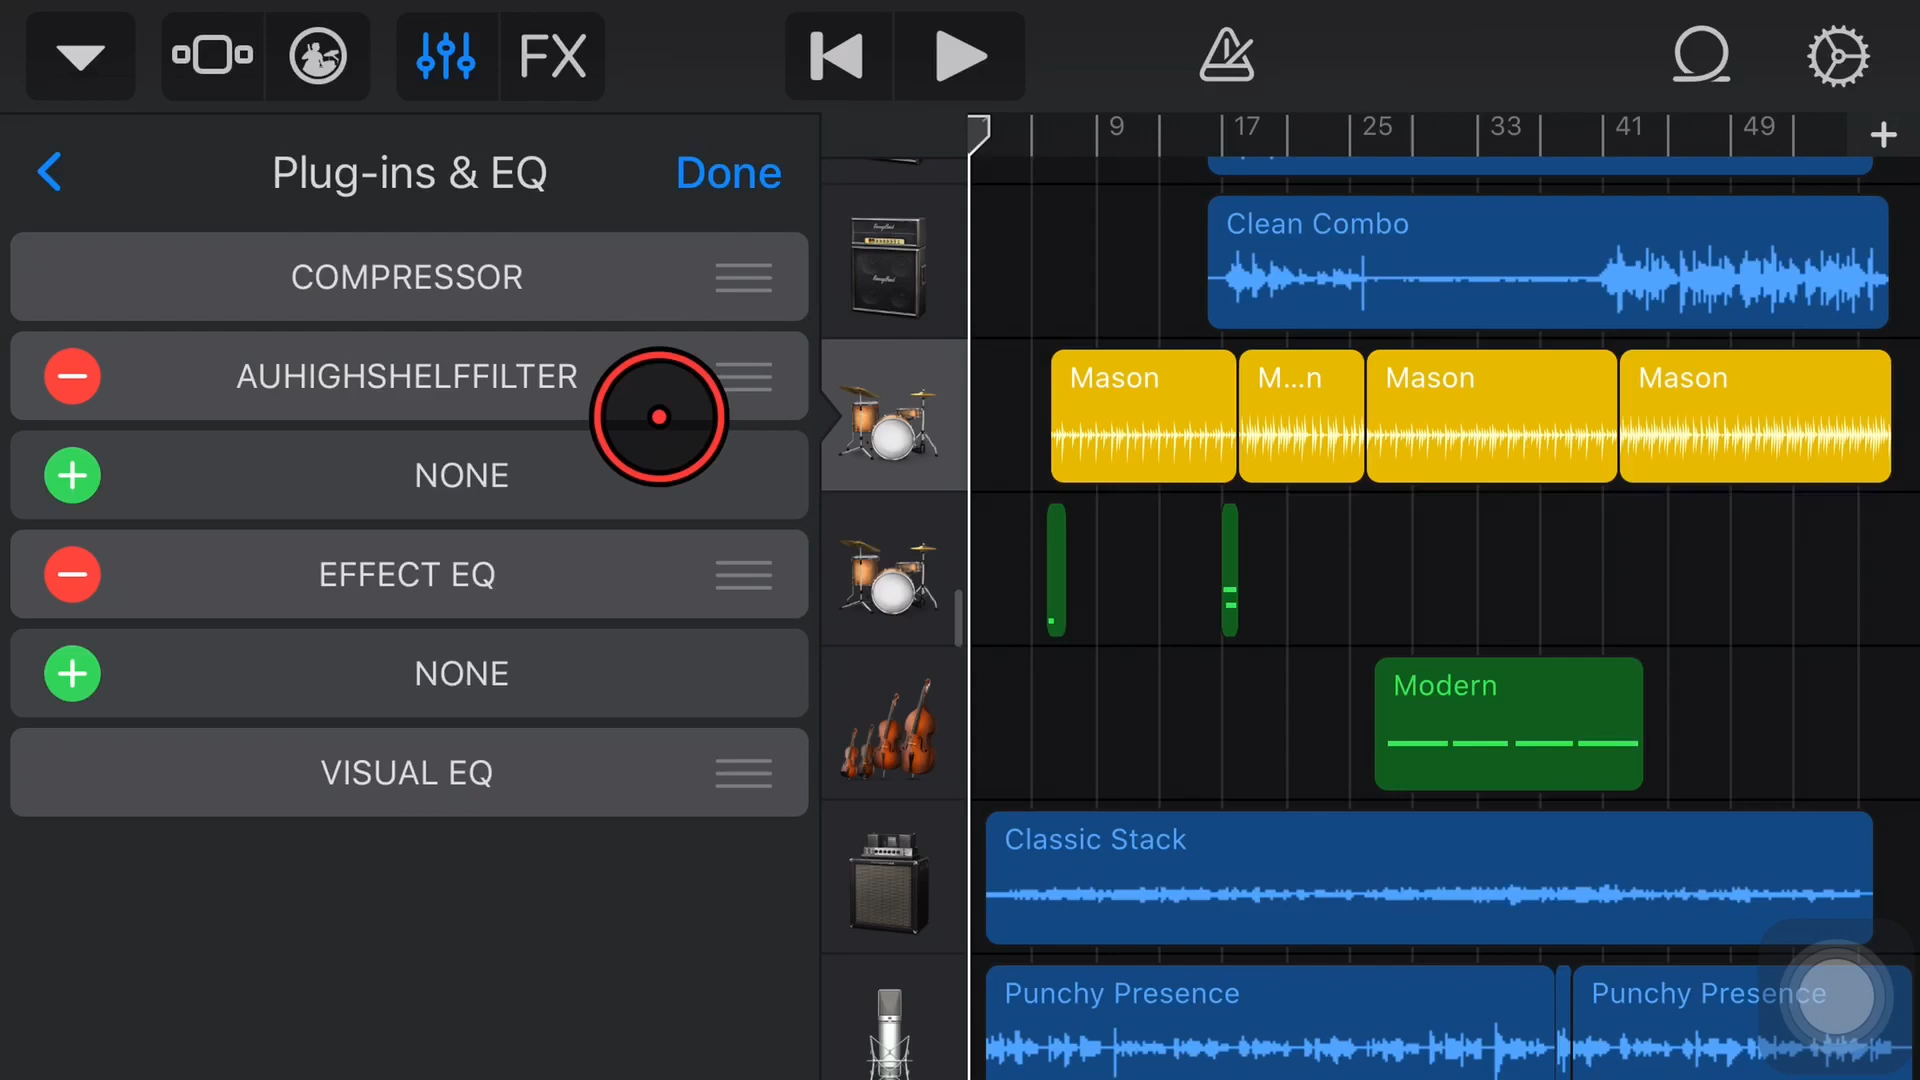 FX
9 17 25 33 41 49
Plug-ins & EQ
Done
COMPRESSOR
AUHIGHSHELFFILTER
NONE
EFFECT EQ
NONE
VISUAL EQ
Clean Combo
Mason
M...n
Mason
Mason
Modern
Classic Stack
Punchy Presence
Punchy Presence